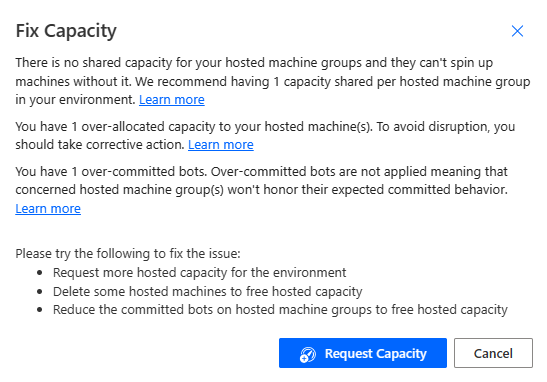 Fix Capacity
There is no shared capacity for your hosted machine groups and they can't spin up
machines without it. We recommend having 1 capacity shared per hosted machine group
in your environment. Learn more
You have 1 over-allocated capacity to your hosted machine(s). To avoid disruption, you
should take corrective action. Learn more
You have 1 over-committed bots. Over-committed bots are not applied meaning that
concerned hosted machine group(s) won't honor their expected committed behavior.
Learn more
Please try the following to fix the issue:
• Request more hosted capacity for the environment
• Delete some hosted machines to free hosted capacity
• Reduce the committed bots on hosted machine groups to free hosted capacity
Request Capacity
Cancel